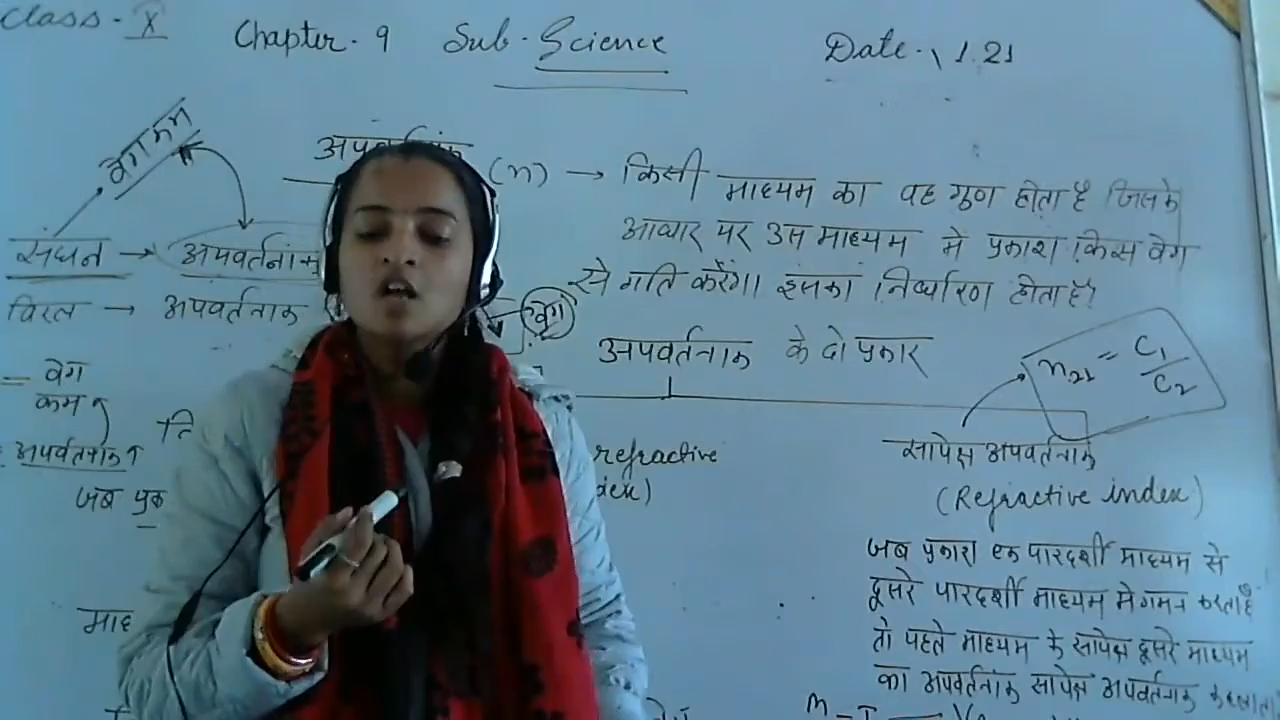 Class - X Chapter - 9 Sub - Science Date - 1.21
वेग कम
अपवर्तनांक (n) → किसी माध्यम का वह गुण होता है जिसके
आधार पर उस माध्यम में प्रकाश किस वेग
से गति करेंगा। इसका निर्धारण होता है?
संघन → अपवर्तनांक
विरल → अपवर्तनाक
वेग
अपवर्तनाक के दो प्रकार
n₂₁ = C₁/C₂
वेग
कम
अपर्वतनाक ↑
जब
refractive
सापेक्ष अपवर्तनाक
(Refractive index)
जब प्रकाश एक पारदर्शी माध्यम से
दूसरे पारदर्शी माध्यम मे गमन करता है
तो पहले माध्यम के सापेक्ष दूसरे माध्यम
का अपवर्तनांक सापेक्ष अपवर्तनाक कहलाता